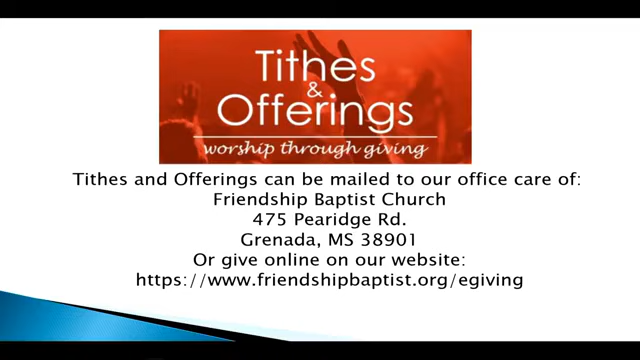 Tithes
&
Offerings
worship through giving
Tithes and Offerings can be mailed to our office care of:
Friendship Baptist Church
475 Pearidge Rd.
Grenada, MS 38901
Or give online on our website:
https://www.friendshipbaptist.org/egiving